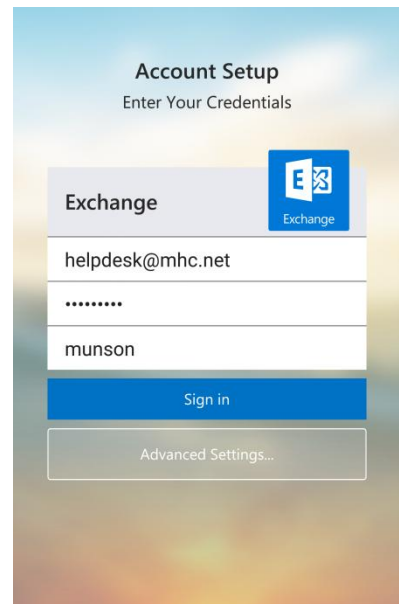 Account Setup
Enter Your Credentials
Exchange
E
Exchange
helpdesk@mhc.net
•••••••••
munson
Sign in
Advanced Settings...